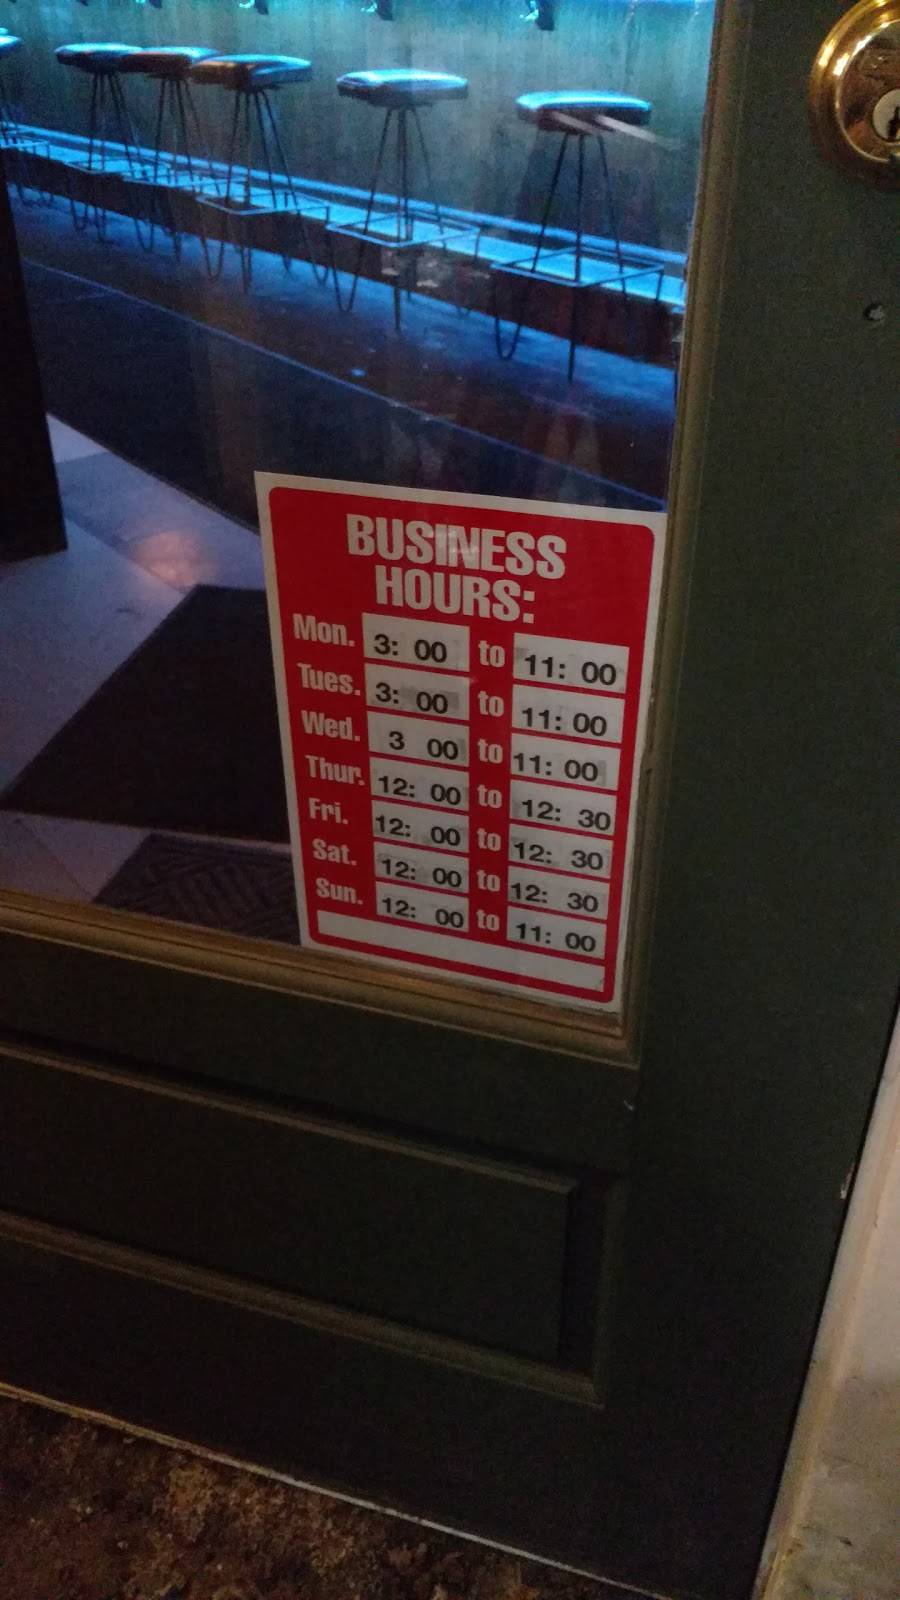 BUSINESS
HOURS:
Mon. 3: 00 to 11: 00
Tues. 3: 00 to 11: 00
Wed. 3 00 to 11: 00
Thur. 12: 00 to 12: 30
Fri. 12: 00 to 12: 30
Sat. 12: 00 to 12: 30
Sun. 12: 00 to 11: 00